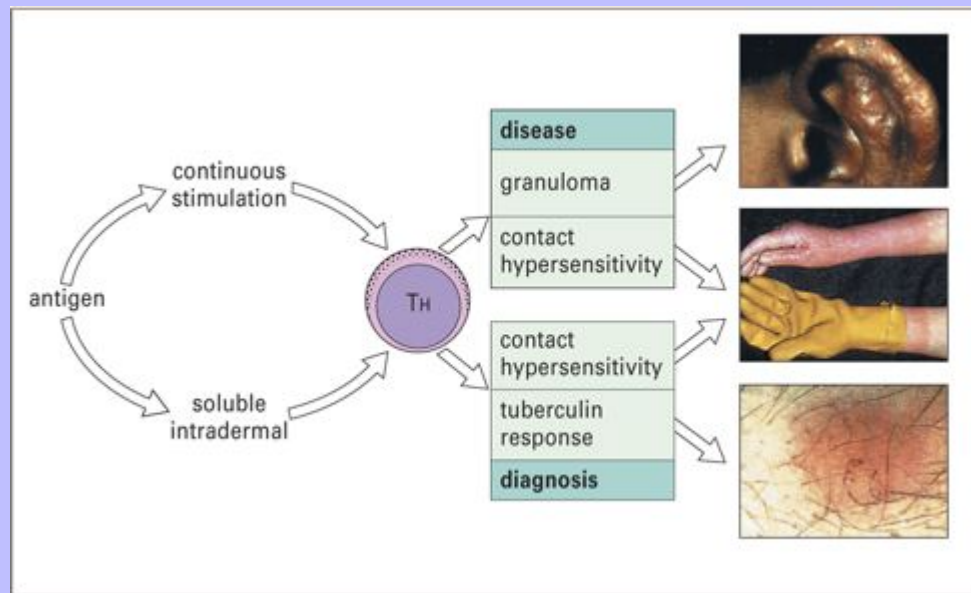 continuous
stimulation
antigen
soluble
intradermal
TH
disease
granuloma
contact
hypersensitivity
contact
hypersensitivity
tuberculin
response
diagnosis